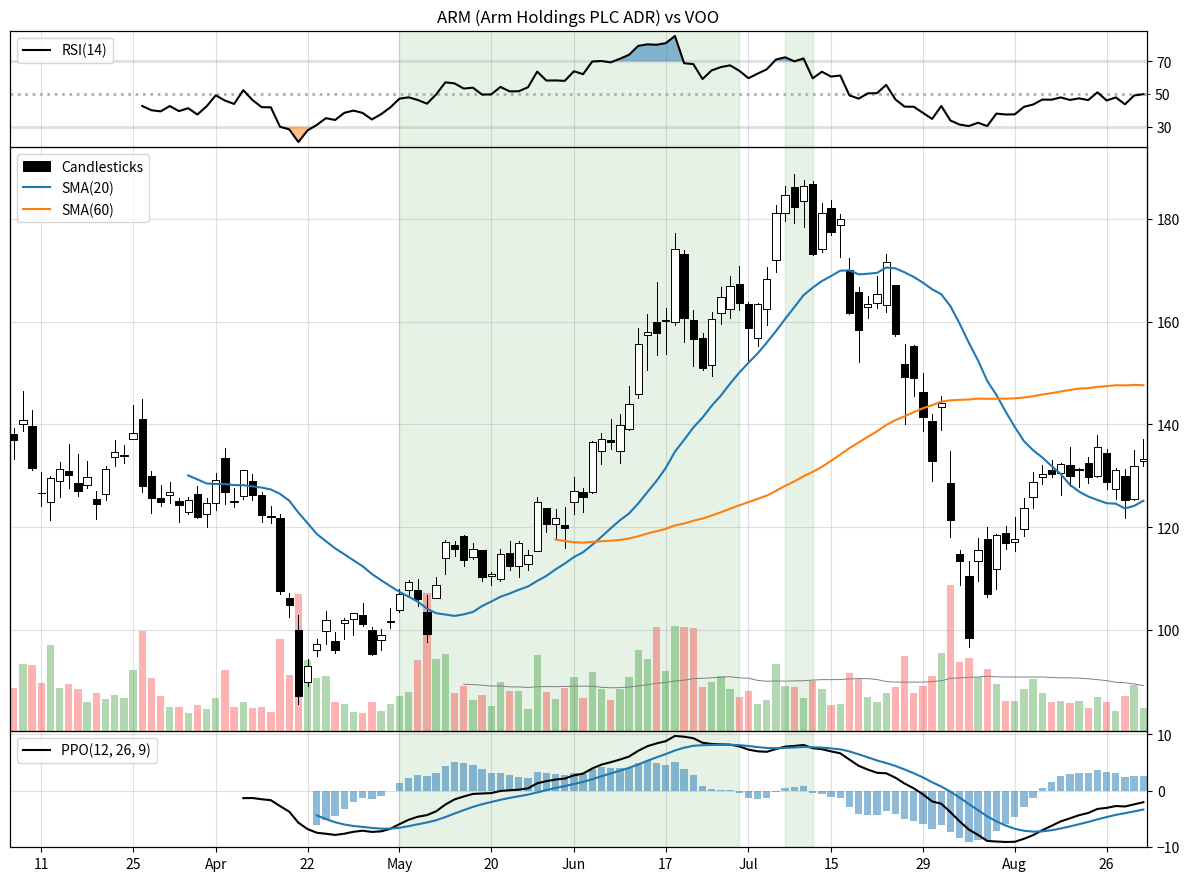 ARM (Arm Holdings PLC ADR) vs VOO
RSI(14)
70
50
30
Candlesticks
SMA(20)
SMA(60)
180
160
140
120
100
PPO(12, 26, 9)
10
0
−10
11 25 Apr 22 May 20 Jun 17 Jul 15 29 Aug 26